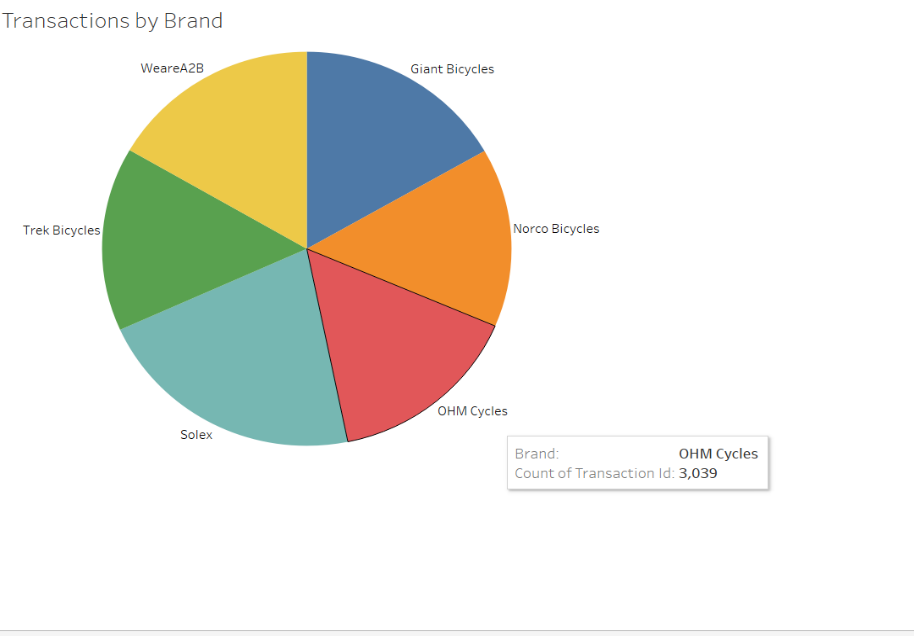 Transactions by Brand
WeareA2B
Giant Bicycles
Trek Bicycles
Norco Bicycles
OHM Cycles
Solex
Brand: OHM Cycles
Count of Transaction Id: 3,039